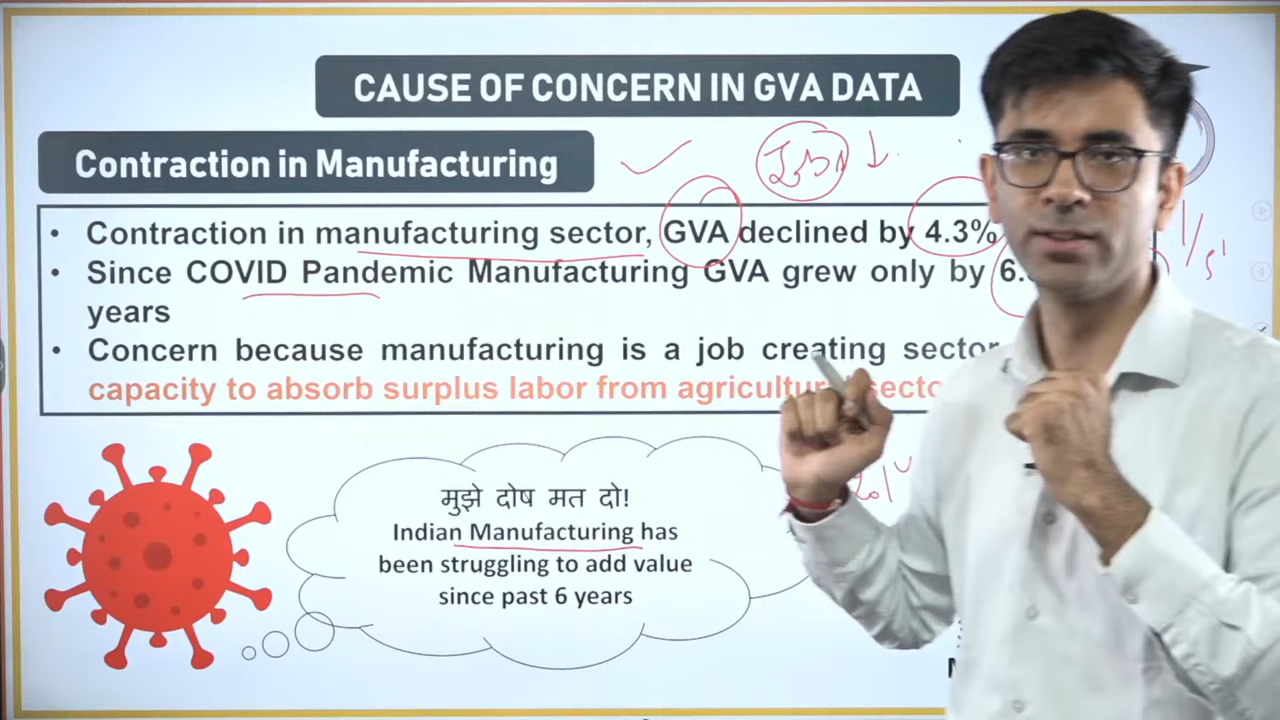 CAUSE OF CONCERN IN GVA DATA
Contraction in Manufacturing
• Contraction in manufacturing sector, GVA declined by 4.3%
• Since COVID Pandemic Manufacturing GVA grew only by
years
• Concern because manufacturing is a job creating sector
capacity to absorb surplus labor from agricultural
मुझे दोष मत दो!
Indian Manufacturing has
been struggling to add value
since past 6 years